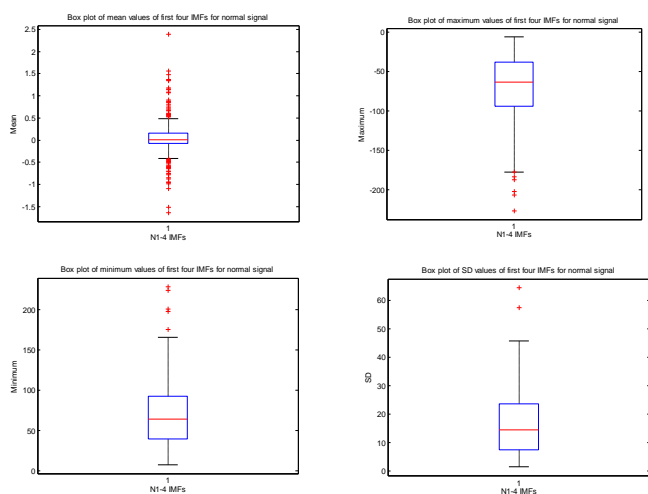 Box plot of mean values of first four IMFs for normal signal
2.5
2
1.5
1
0.5
0
-0.5
-1
-1.5
Mean
1
N1-4 IMFs
Box plot of maximum values of first four IMFs for normal signal
0
-50
-100
-150
-200
Maximum
1
N1-4 IMFs
Box plot of minimum values of first four IMFs for normal signal
200
150
100
50
0
Minimum
1
N1-4 IMFs
Box plot of SD values of first four IMFs for normal signal
60
50
40
30
20
10
0
SD
1
N1-4 IMFs